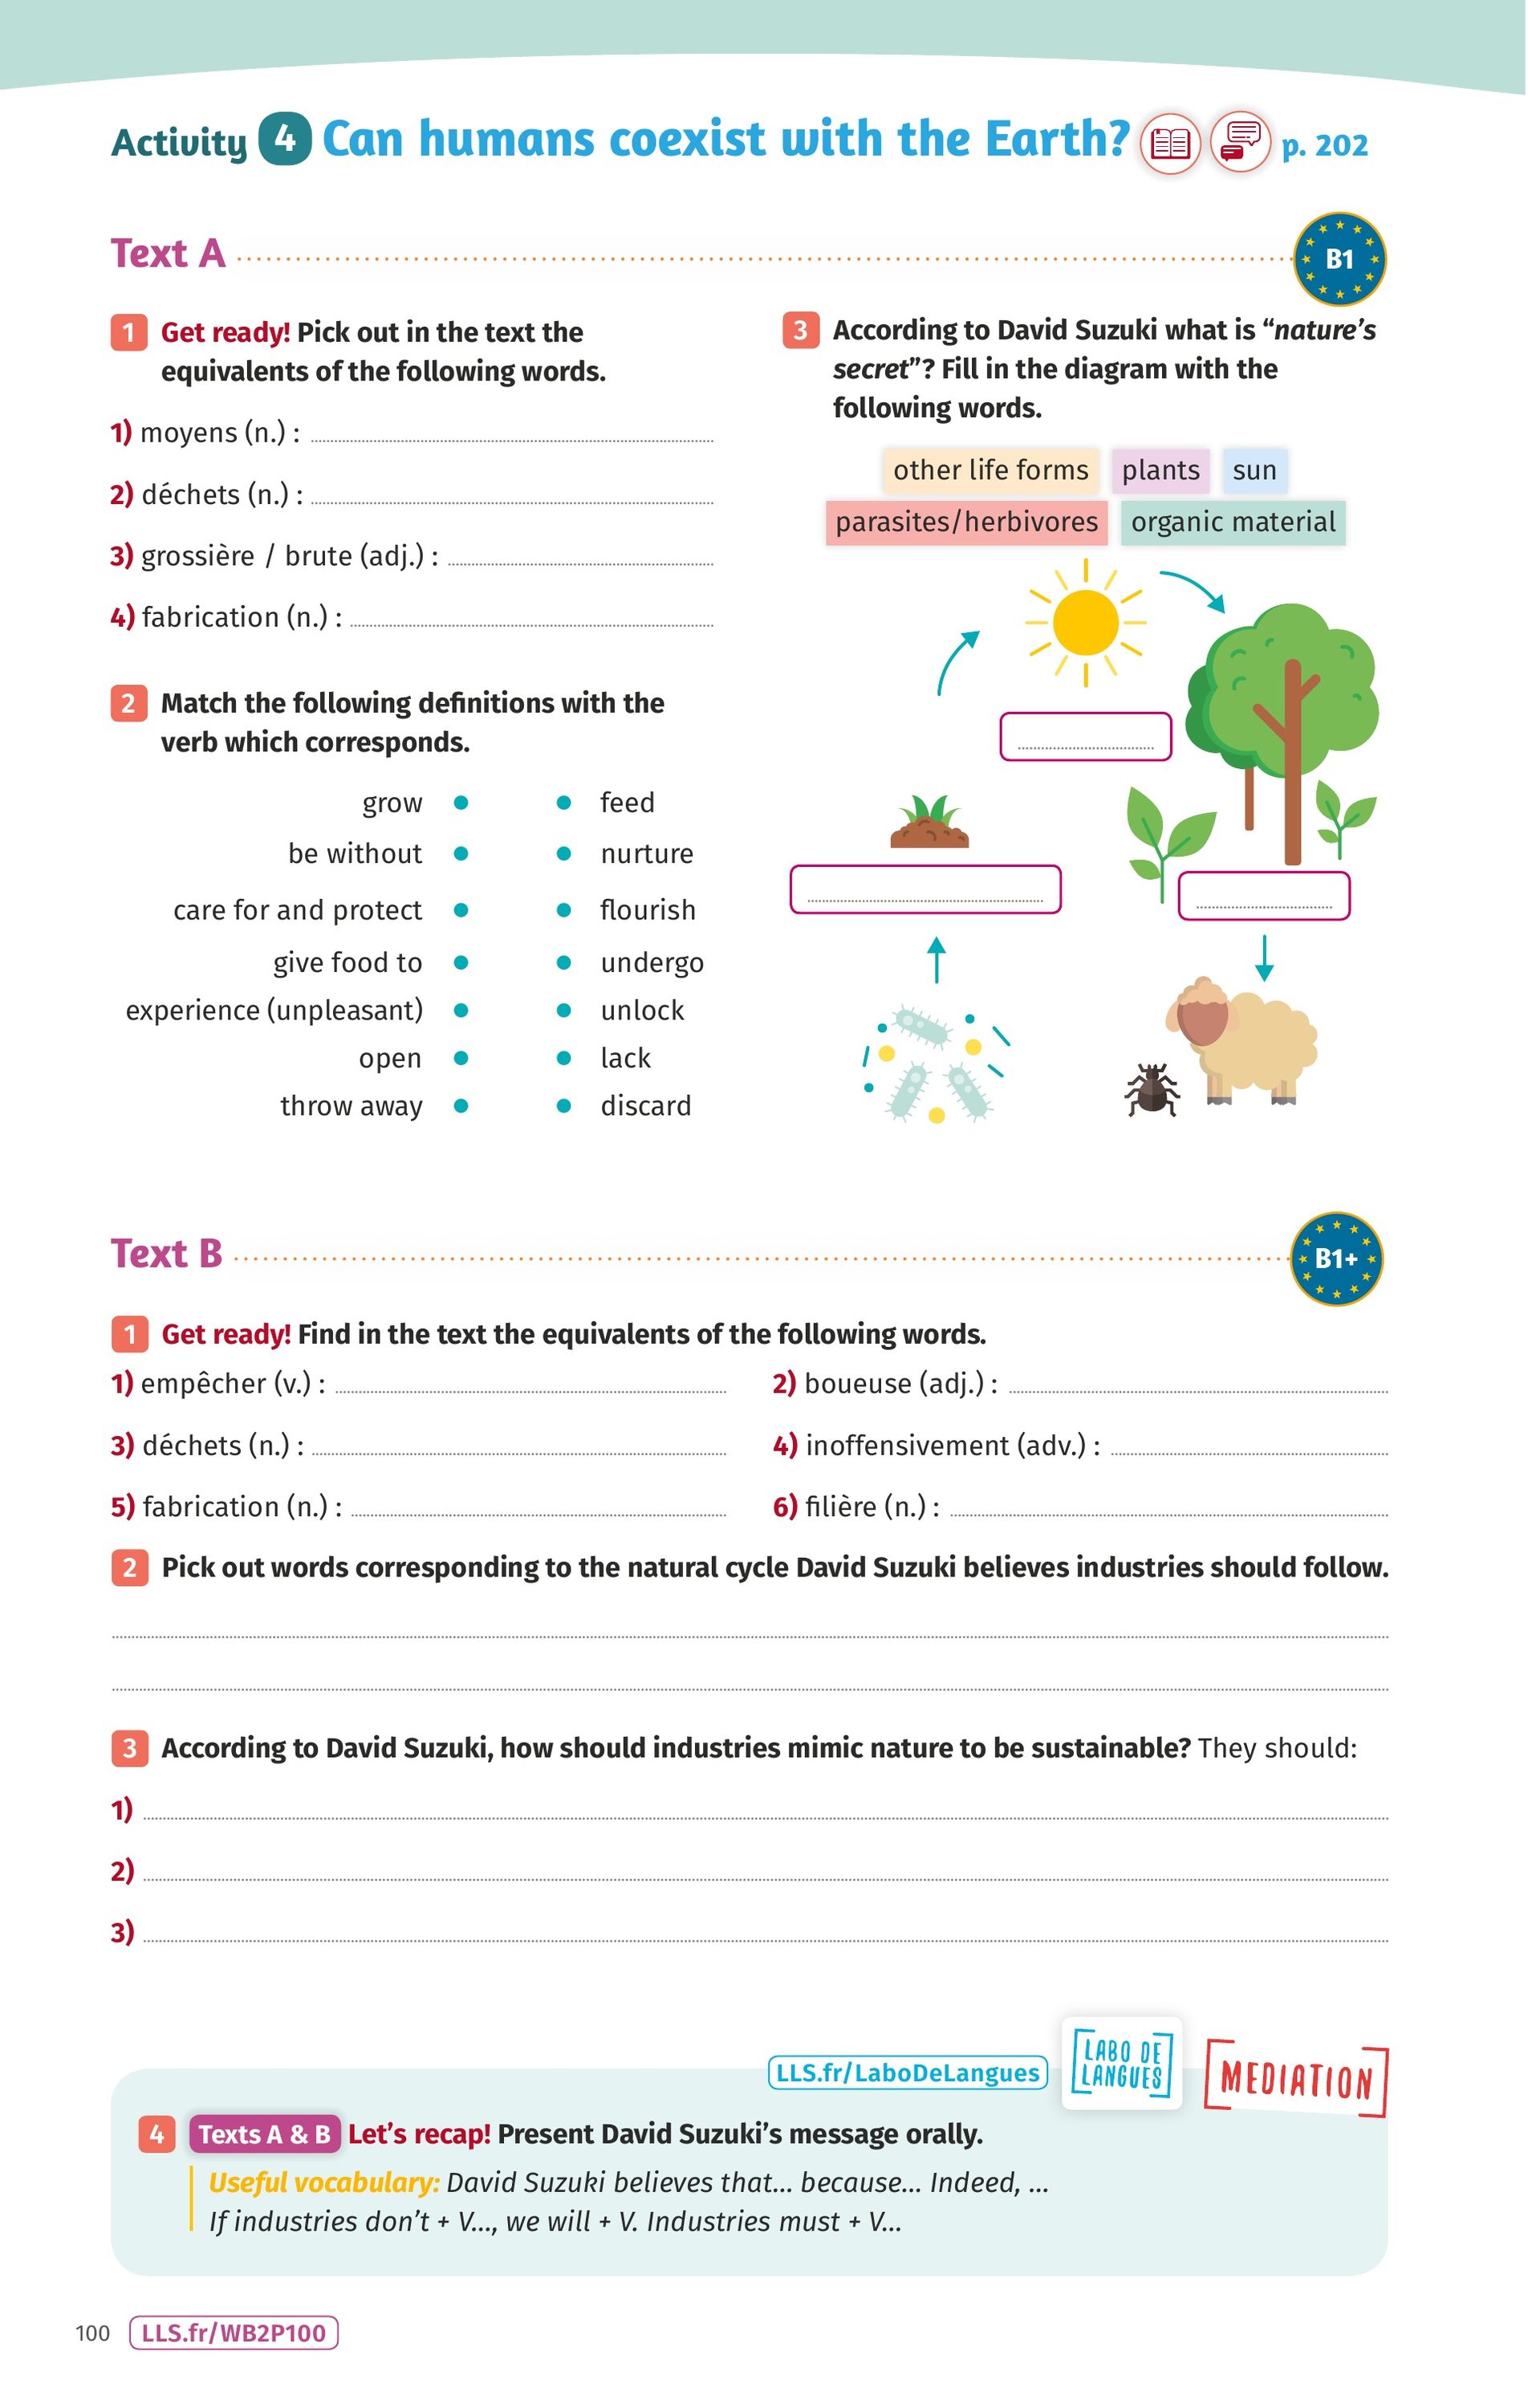 Activity 4 Can humans coexist with the Earth? p. 202
Text A
B1
1 Get ready! Pick out in the text the
equivalents of the following words.
1) moyens (n.) :
2) déchets (n.) :
3) grossière / brute (adj.) :
4) fabrication (n.) :
2 Match the following definitions with the
verb which corresponds.
grow feed
be without nurture
care for and protect flourish
give food to undergo
experience (unpleasant) unlock
open lack
throw away discard
3 According to David Suzuki what is “nature’s
secret”? Fill in the diagram with the
following words.
other life forms plants sun
parasites/herbivores organic material
Text B
B1+
1 Get ready! Find in the text the equivalents of the following words.
1) empêcher (v.) : 2) boueuse (adj.) :
3) déchets (n.) : 4) inoffensivement (adv.) :
5) fabrication (n.) : 6) filière (n.) :
2 Pick out words corresponding to the natural cycle David Suzuki believes industries should follow.
3 According to David Suzuki, how should industries mimic nature to be sustainable? They should:
1)
2)
3)
LLS.fr/LaboDeLangues
LABO DE
LANGUES
MEDIATION
4 Texts A & B Let’s recap! Present David Suzuki’s message orally.
Useful vocabulary: David Suzuki believes that... because... Indeed, ...
If industries don’t + V..., we will + V. Industries must + V...
100 LLS.fr/WB2P100